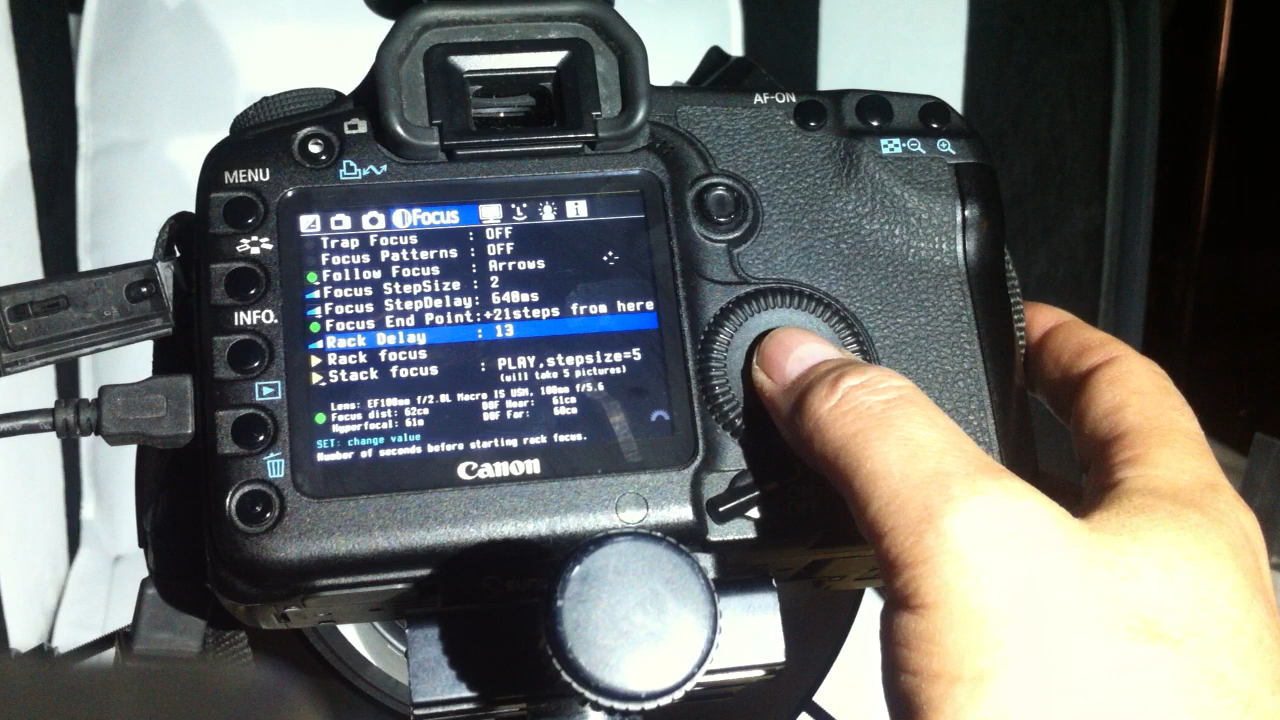 AF-ON
MENU
Focus
Trap Focus : OFF
Focus Patterns : OFF
Follow Focus : Arrows
Focus StepSize : 2
Focus StepDelay: 640ms
INFO.
Focus End Point:+21steps from here
Rack Delay : 13
Rack focus
Stack focus : PLAY,stepsize=5
(will take 5 pictures)
Lens: EF100mm f/2.8L Macro IS USM, 100mm f/5.6
Focus dist: 62cm DOF Near: 61cm
Hyperfocal: 61m DOF Far: 60cm
SET: change value
Number of seconds before starting rack focus.
Canon